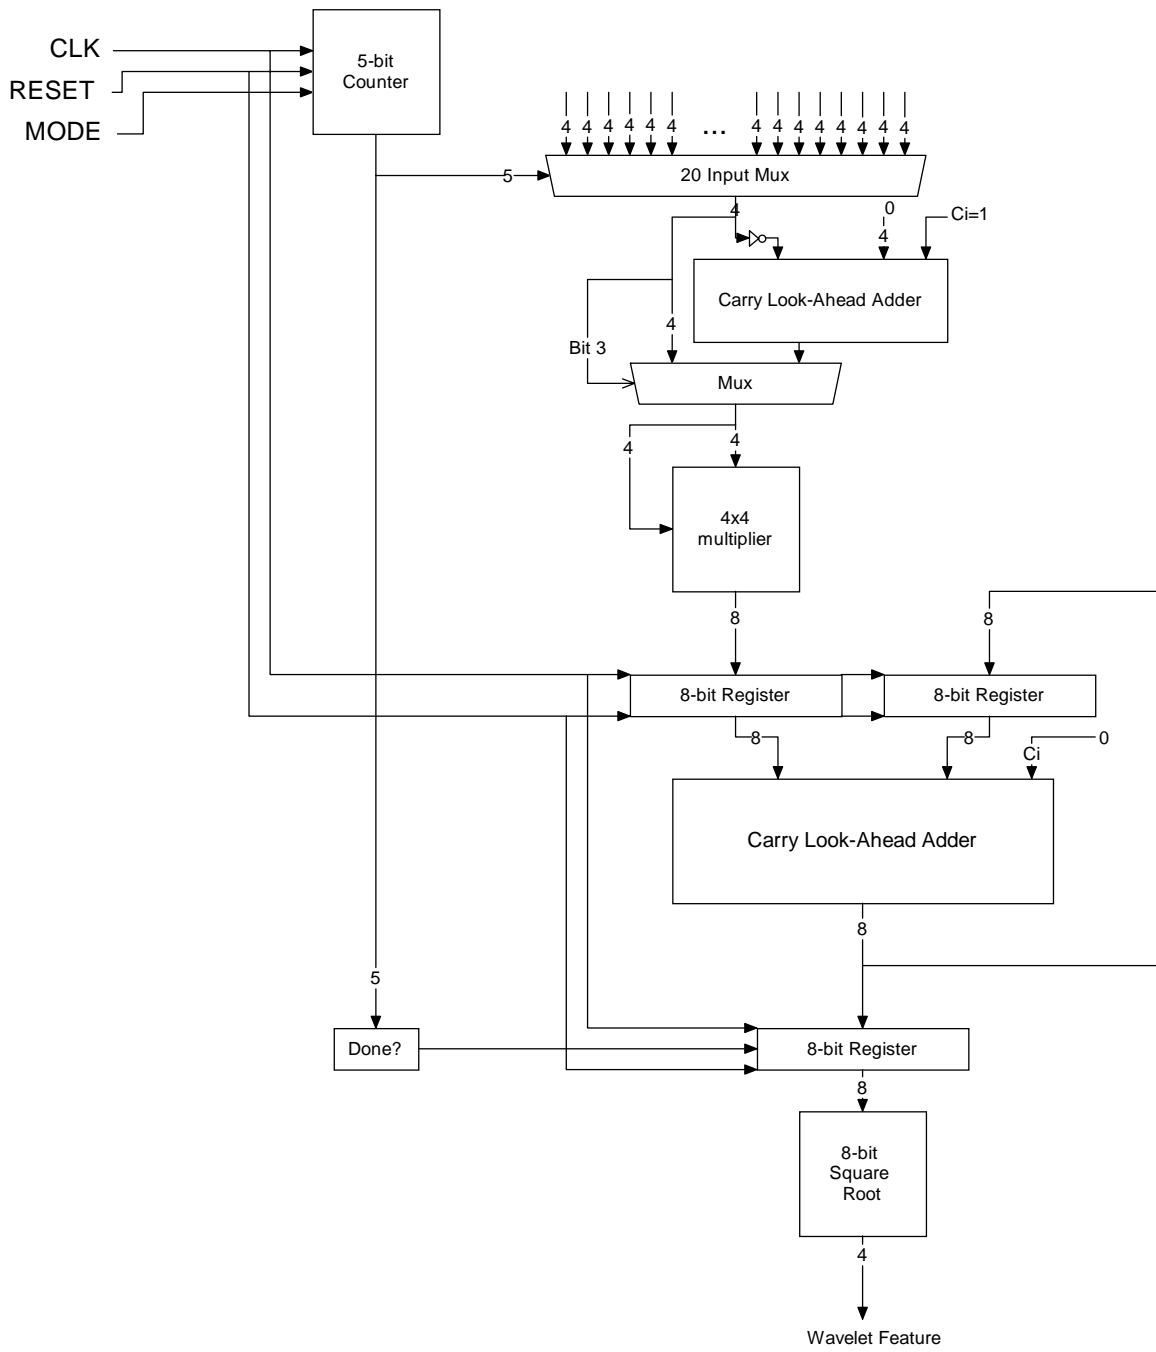 CLK
RESET
MODE
5-bit
Counter
4 4 4 4 4 4 ... 4 4 4 4 4 4 4 4
5
20 Input Mux
4
0
4
Ci=1
Carry Look-Ahead Adder
4
Bit 3
Mux
4
4
4x4
multiplier
8
8
8-bit Register
8-bit Register
8
8
Ci
0
Carry Look-Ahead Adder
8
5
Done?
8-bit Register
8
8-bit
Square
Root
4
Wavelet Feature